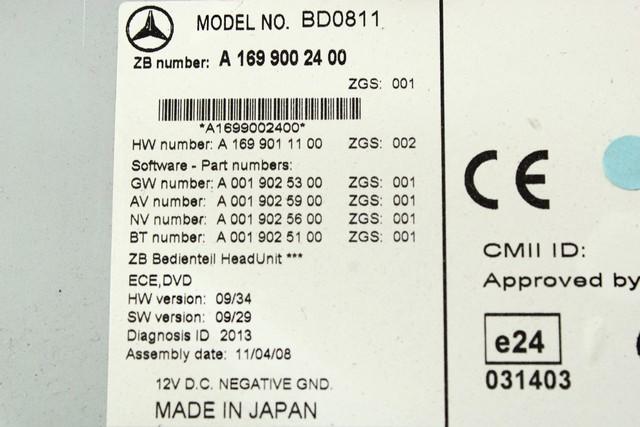 MODEL NO. BD0811
ZB number: A 169 900 24 00
ZGS: 001
*A1699002400*
HW number: A 169 901 11 00 ZGS: 002
Software - Part numbers:
GW number: A 001 902 53 00 ZGS: 001
AV number: A 001 902 59 00 ZGS: 001
NV number: A 001 902 56 00 ZGS: 001
BT number: A 001 902 51 00 ZGS: 001
ZB Bedienteil HeadUnit ***
ECE,DVD
HW version: 09/34
SW version: 09/29
Diagnosis ID 2013
Assembly date: 11/04/08
12V D.C. NEGATIVE GND.
MADE IN JAPAN
CE
CMII ID:
Approved by
e24
031403